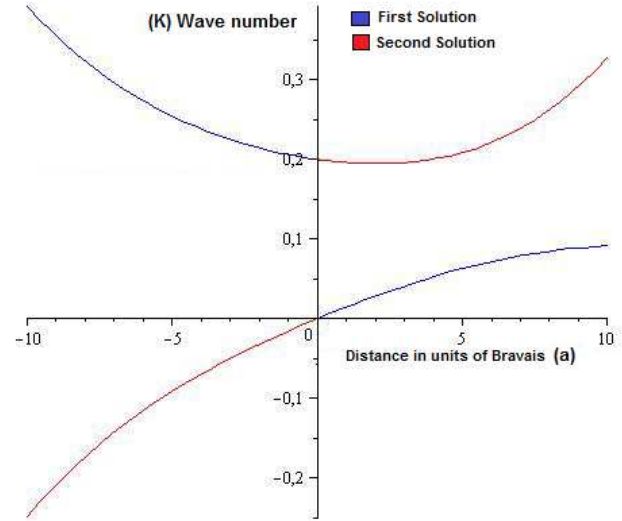 (K) Wave number
First Solution
Second Solution
0,3
0,2
0,1
-10
-5
0
5
10
Distance in units of Bravais (a)
-0,1
-0,2